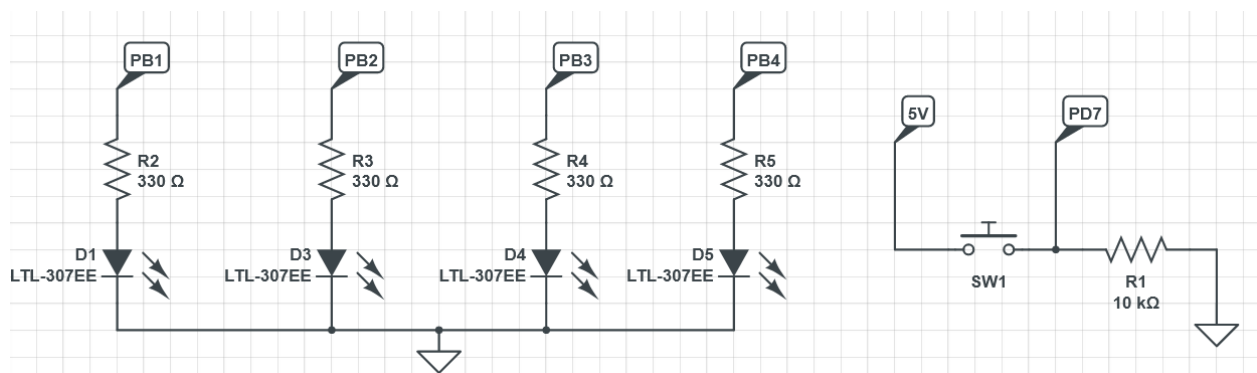 PB1
PB2
PB3
PB4
5V
PD7
R2
330 Ω
R3
330 Ω
R4
330 Ω
R5
330 Ω
D1
LTL-307EE
D3
LTL-307EE
D4
LTL-307EE
D5
LTL-307EE
SW1
R1
10 kΩ